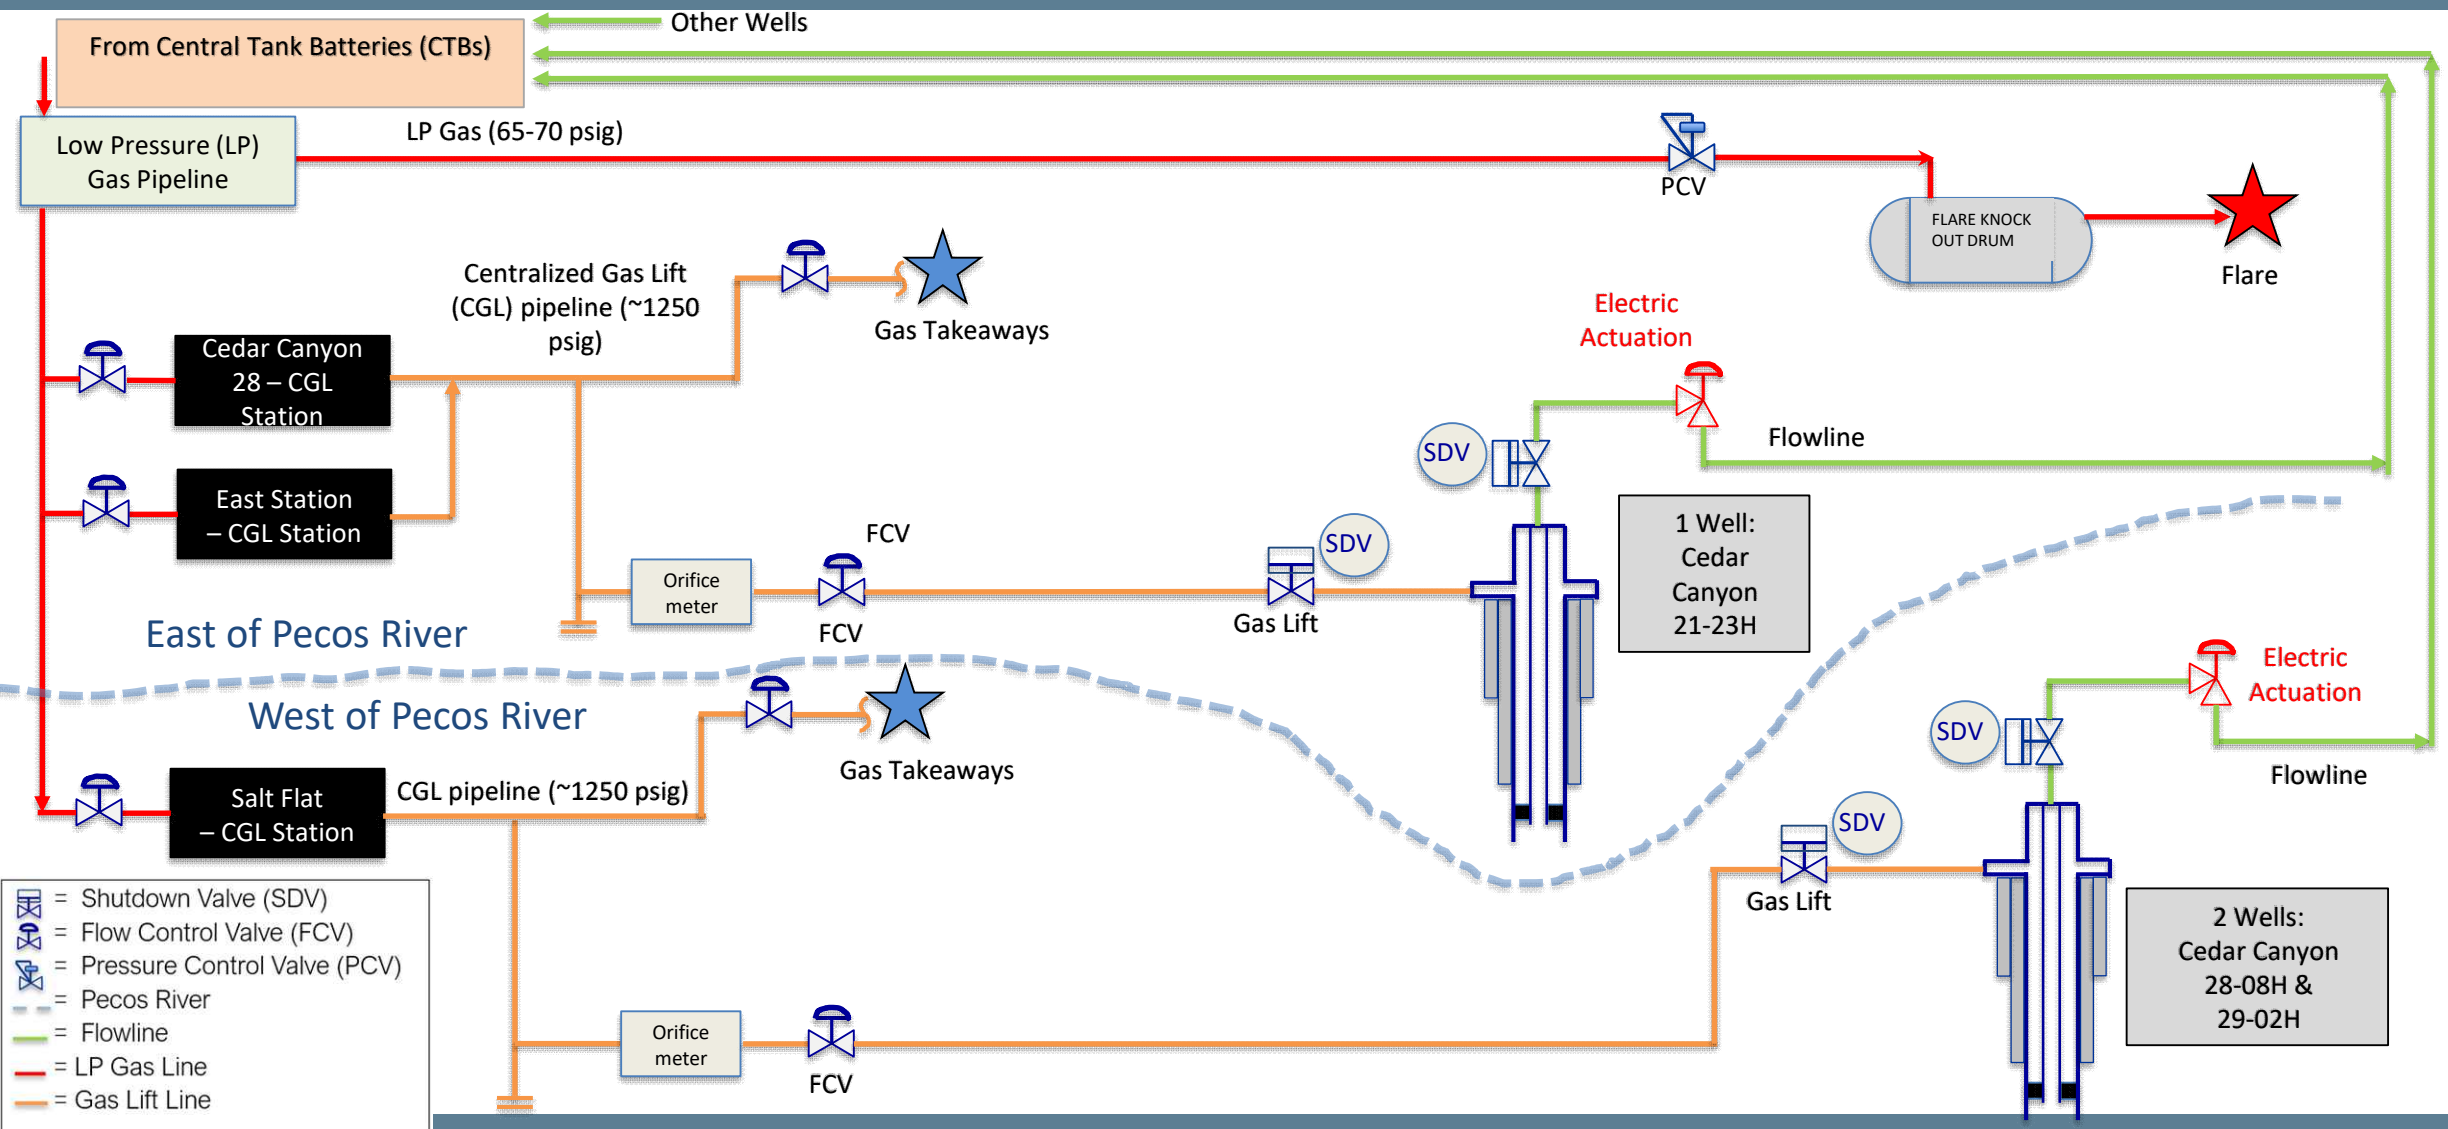 Other Wells
From Central Tank Batteries (CTBs)
LP Gas (65-70 psig)
Low Pressure (LP)
Gas Pipeline
PCV
FLARE KNOCK
OUT DRUM
Flare
Centralized Gas Lift
(CGL) pipeline (~1250
psig)
Gas Takeaways
Electric
Actuation
Cedar Canyon
28 – CGL
Station
Flowline
SDV
East Station
– CGL Station
1 Well:
Cedar
Canyon
21-23H
FCV
SDV
Orifice
meter
FCV
Gas Lift
East of Pecos River
West of Pecos River
Electric
Actuation
SDV
Gas Takeaways
Flowline
Salt Flat
– CGL Station
CGL pipeline (~1250 psig)
SDV
Gas Lift
2 Wells:
Cedar Canyon
28-08H &
29-02H
Orifice
meter
FCV
= Shutdown Valve (SDV)
= Flow Control Valve (FCV)
= Pressure Control Valve (PCV)
= Pecos River
= Flowline
= LP Gas Line
= Gas Lift Line